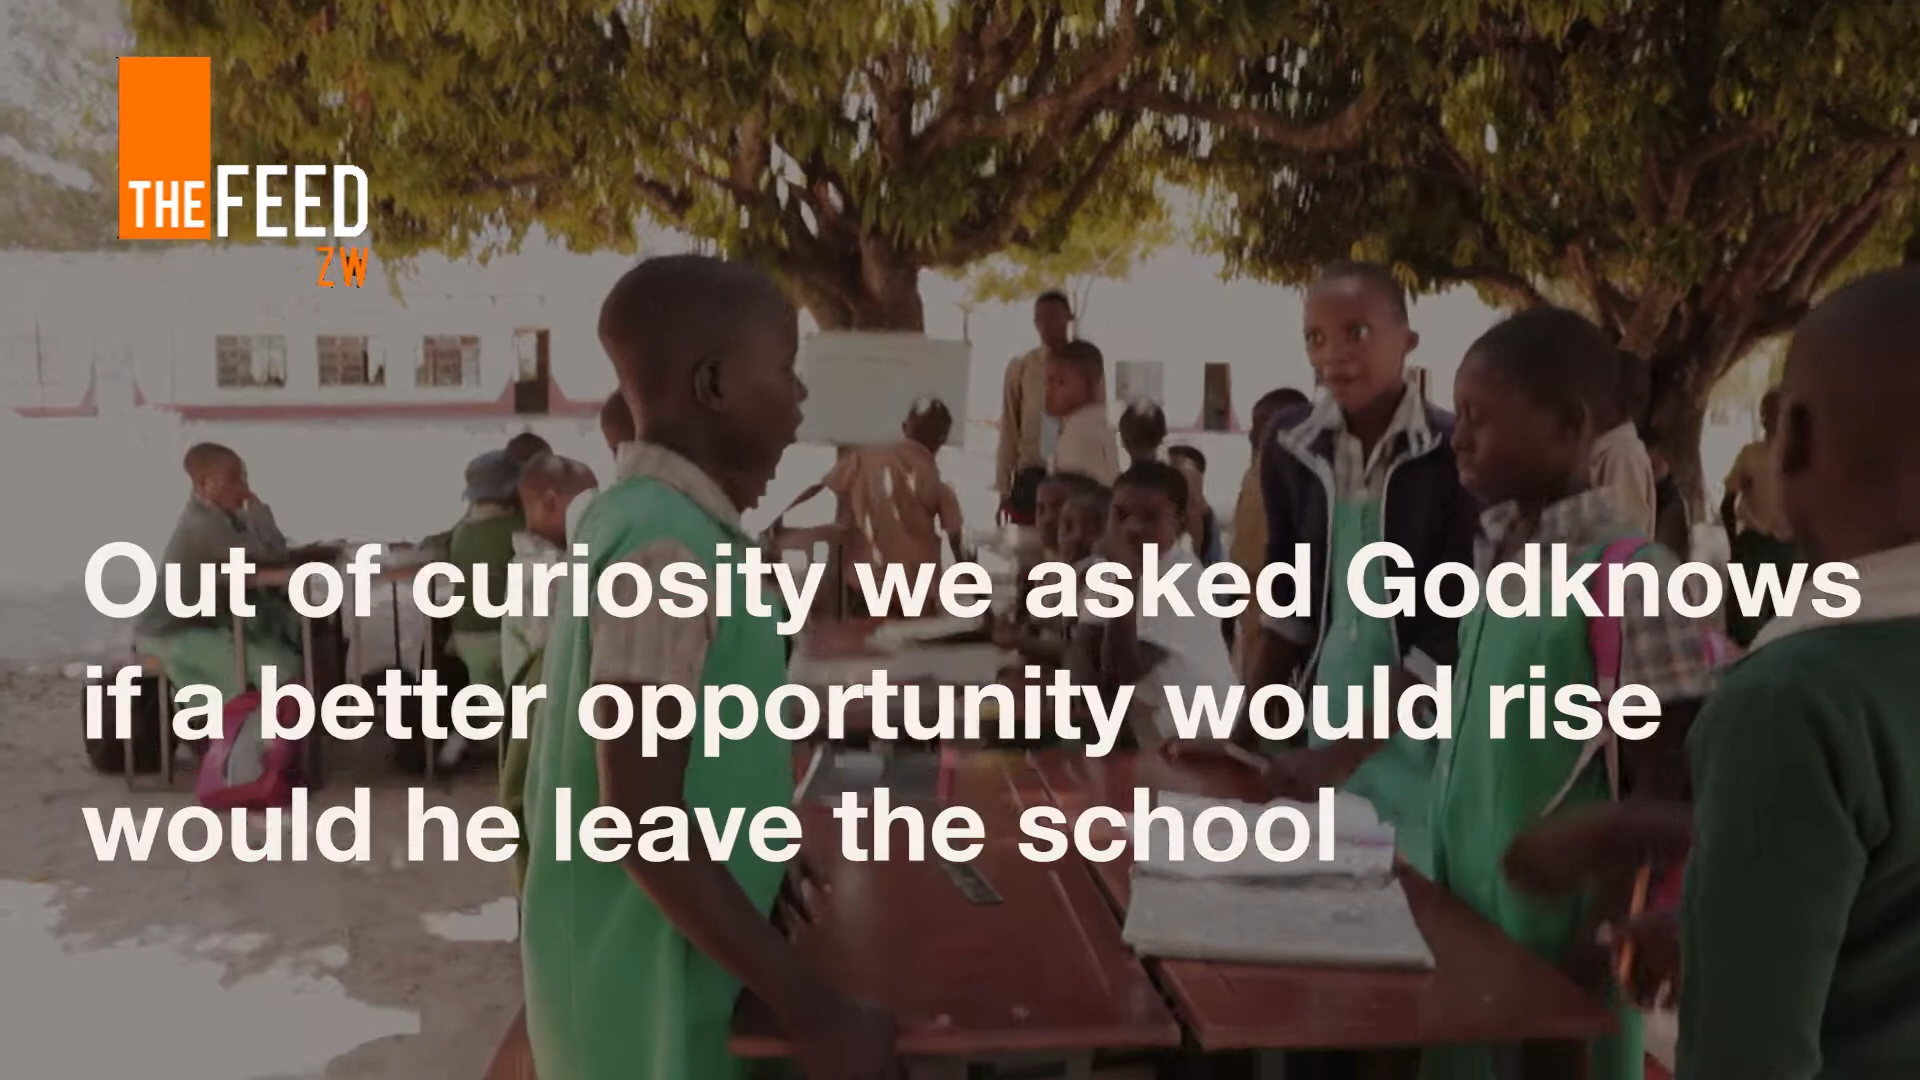 THE FEED
ZW
Out of curiosity we asked Godknows
if a better opportunity would rise
would he leave the school